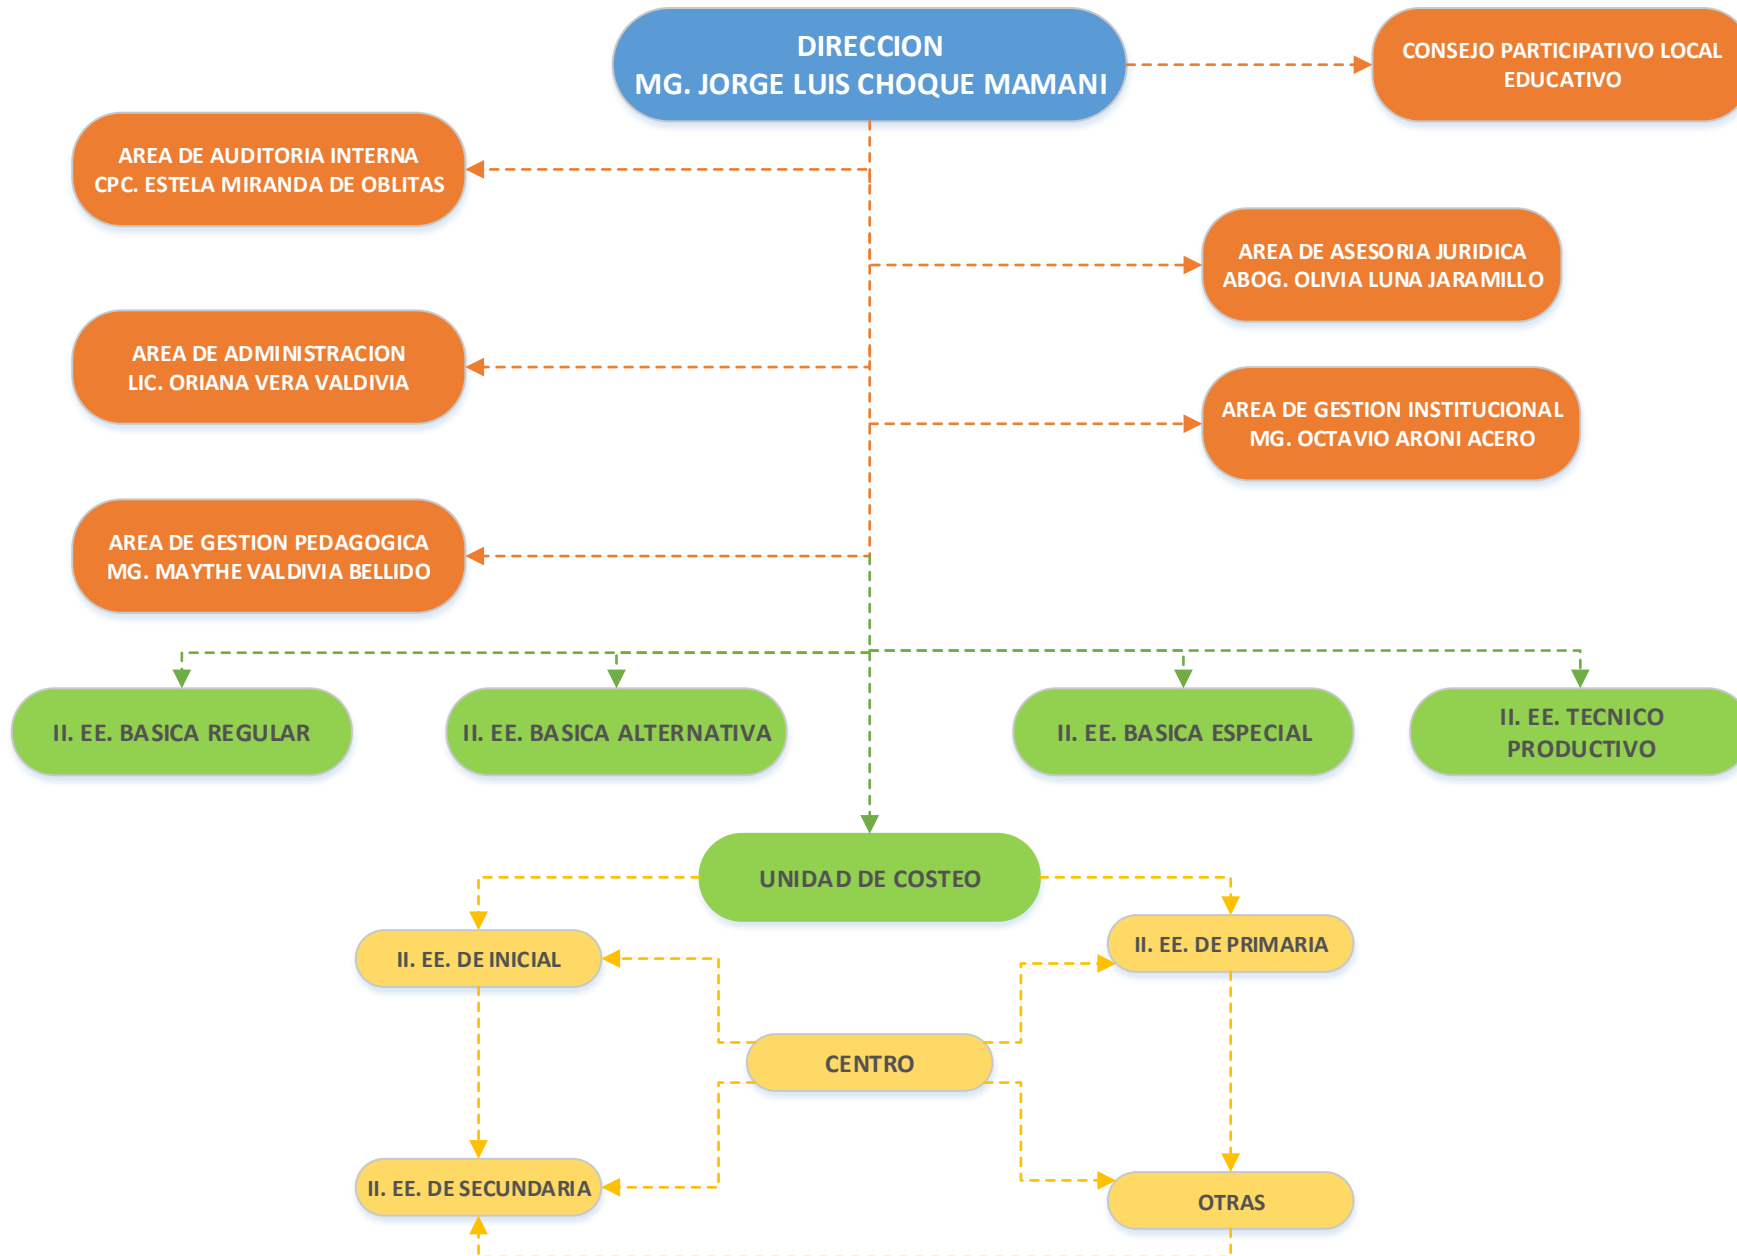 DIRECCION
MG. JORGE LUIS CHOQUE MAMANI
CONSEJO PARTICIPATIVO LOCAL
EDUCATIVO
AREA DE AUDITORIA INTERNA
CPC. ESTELA MIRANDA DE OBLITAS
AREA DE ASESORIA JURIDICA
ABOG. OLIVIA LUNA JARAMILLO
AREA DE ADMINISTRACION
LIC. ORIANA VERA VALDIVIA
AREA DE GESTION INSTITUCIONAL
MG. OCTAVIO ARONI ACERO
AREA DE GESTION PEDAGOGICA
MG. MAYTHE VALDIVIA BELLIDO
II. EE. BASICA REGULAR
II. EE. BASICA ALTERNATIVA
II. EE. BASICA ESPECIAL
II. EE. TECNICO
PRODUCTIVO
UNIDAD DE COSTEO
II. EE. DE INICIAL
II. EE. DE PRIMARIA
CENTRO
II. EE. DE SECUNDARIA
OTRAS